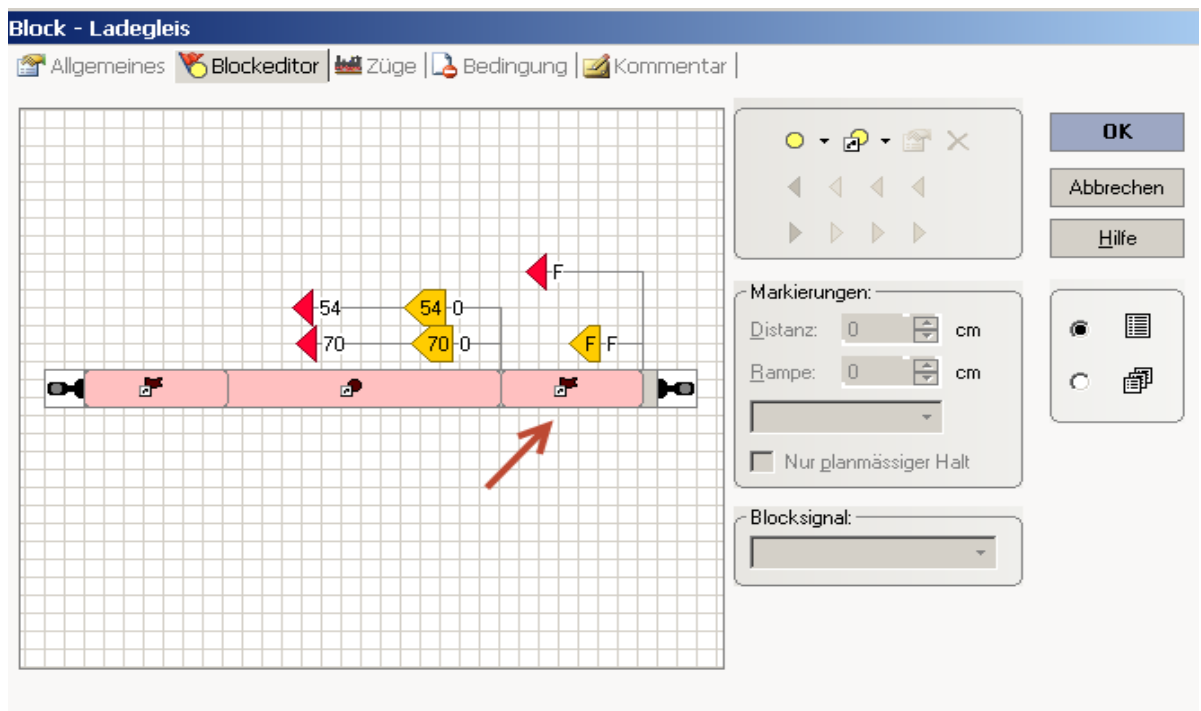 Block - Ladegleis
Allgemeines Blockeditor Züge Bedingung Kommentar
OK
Abbrechen
Hilfe
F
54 54 0
70 70 0 F F
Markierungen:
Distanz: 0 cm
Rampe: 0 cm
Nur planmässiger Halt
Blocksignal: